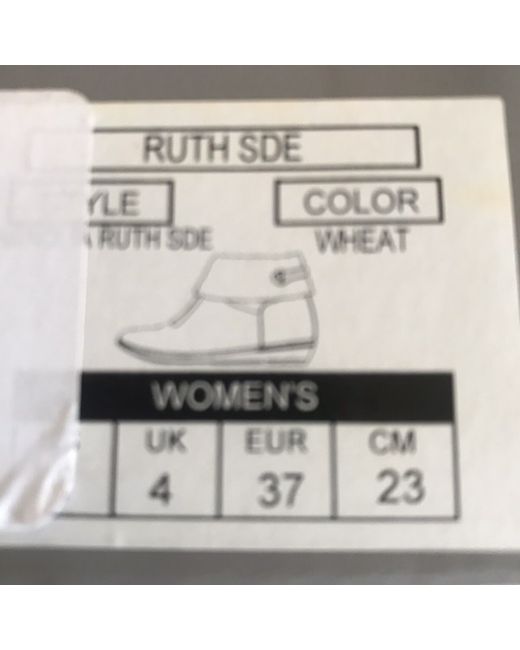 RUTH SDE
YLE COLOR
A RUTH SDE WHEAT
WOMEN'S
UK EUR CM
4 37 23